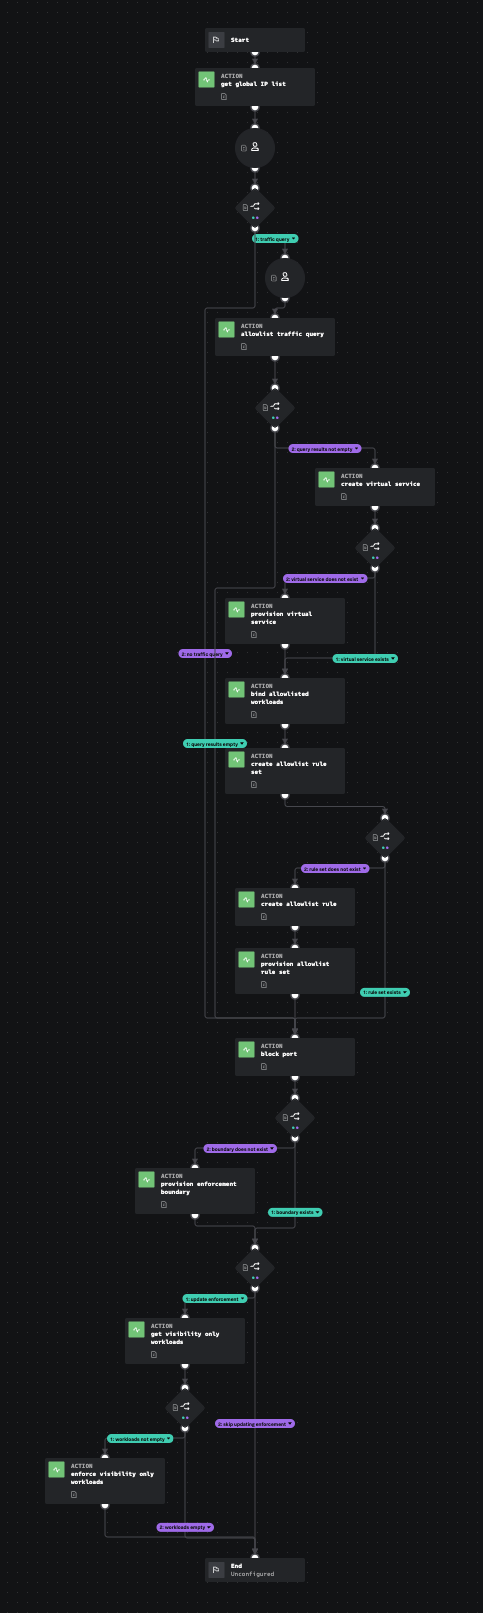 Start
ACTION
get global IP list
1: traffic query
ACTION
allowlist traffic query
2: query results not empty
ACTION
create virtual service
2: virtual service does not exist
ACTION
provision virtual
service
2: no traffic query
1: virtual service exists
ACTION
bind allowlisted
workloads
1: query results empty
ACTION
create allowlist rule
set
2: rule set does not exist
ACTION
create allowlist rule
ACTION
provision allowlist
rule set
1: rule set exists
ACTION
block port
2: boundary does not exist
ACTION
provision enforcement
boundary
1: boundary exists
1: update enforcement
ACTION
get visibility only
workloads
2: skip updating enforcement
1: workloads not empty
ACTION
enforce visibility only
workloads
2: workloads empty
End
Unconfigured